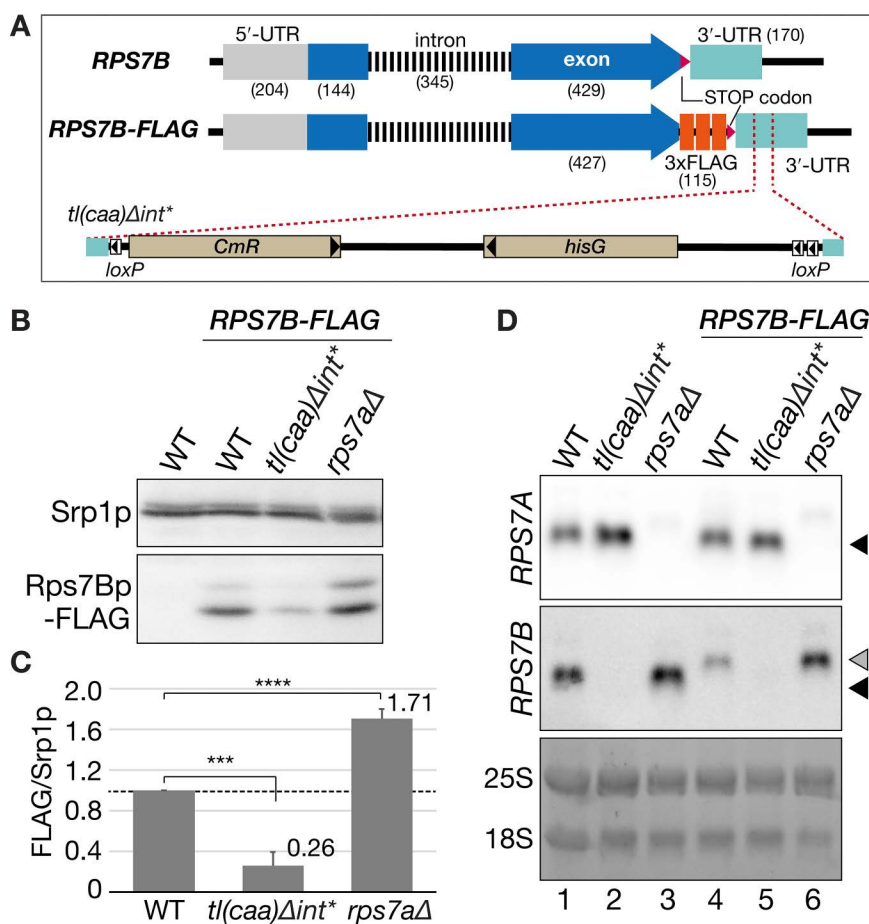 A
5′-UTR
intron
3′-UTR (170)
RPS7B
exon
(204) (144) (345) (429)
STOP codon
RPS7B-FLAG
(427)
3xFLAG
(115)
3′-UTR
tl(caa)Δint*
CmR
hisG
loxP
loxP
B
RPS7B-FLAG
WT WT tl(caa)Δint* rps7aΔ
Srp1p
Rps7Bp
-FLAG
C
FLAG/Srp1p
2.0
1.6
1.2
0.8
0.4
0
****
***
1.71
0.26
WT tl(caa)Δint* rps7aΔ
D
RPS7B-FLAG
WT tl(caa)Δint* rps7aΔ WT tl(caa)Δint* rps7aΔ
RPS7A
RPS7B
25S
18S
1 2 3 4 5 6